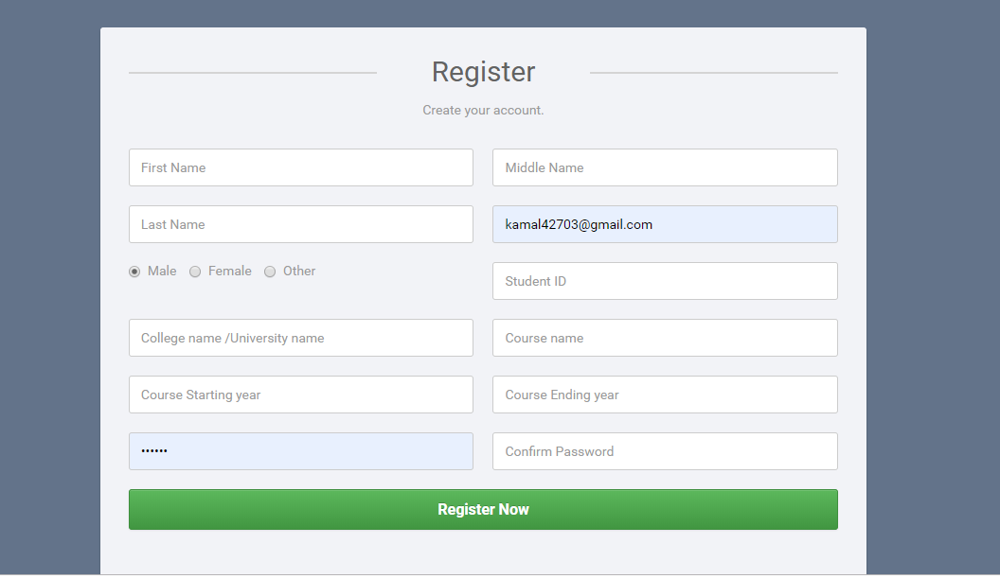 Register
Create your account.
First Name
Middle Name
Last Name
kamal42703@gmail.com
Male Female Other
Student ID
College name /University name
Course name
Course Starting year
Course Ending year
••••••
Confirm Password
Register Now